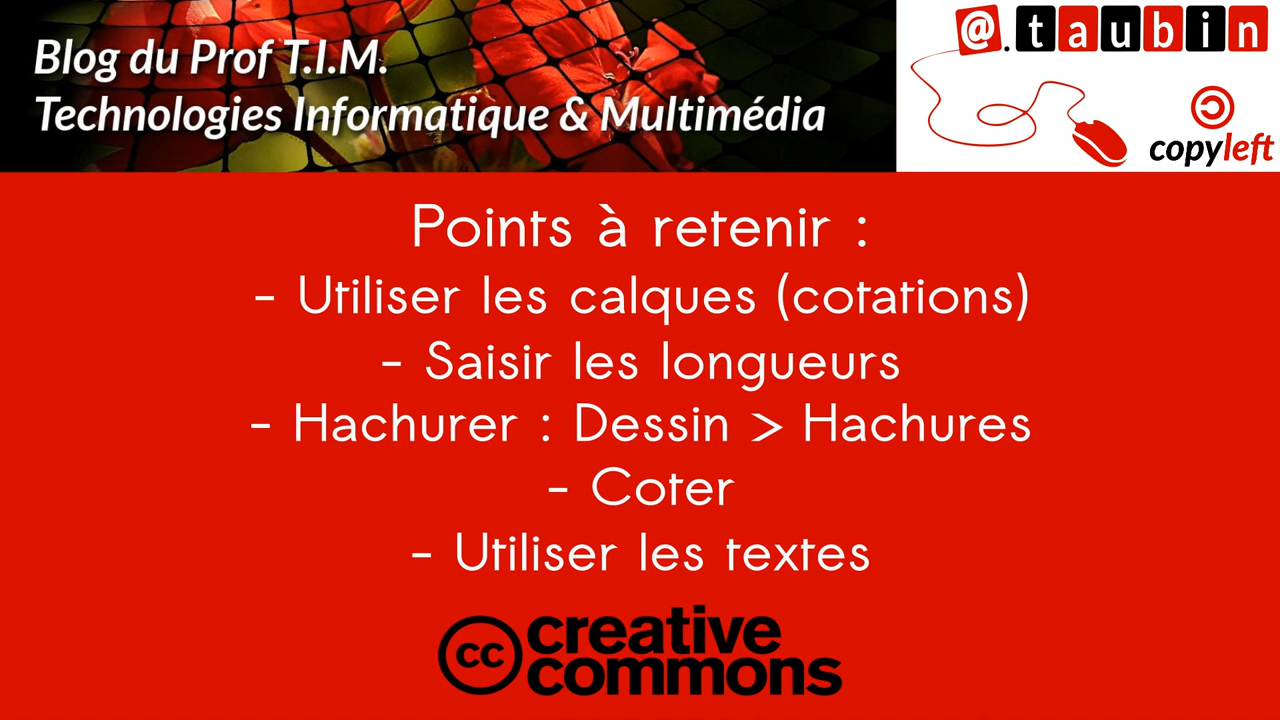 Blog du Prof T.I.M.
Technologies Informatique & Multimédia
@.taubin
copyleft
Points à retenir :
- Utiliser les calques (cotations)
- Saisir les longueurs
- Hachurer : Dessin > Hachures
- Coter
- Utiliser les textes
cc creative
commons